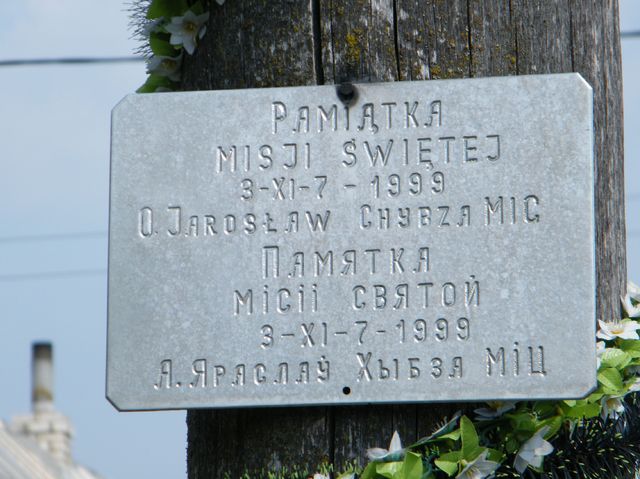 PAMIĄTKA
MISJI ŚWIĘTEJ
3-XI-7-1999
O. JAROSŁAW CHYBZA MIC
ПАМЯТКА
МІСІІ СВЯТОЙ
3-XI-7-1999
А. ЯРАСЛАЎ ХЫБЗА МІЦ